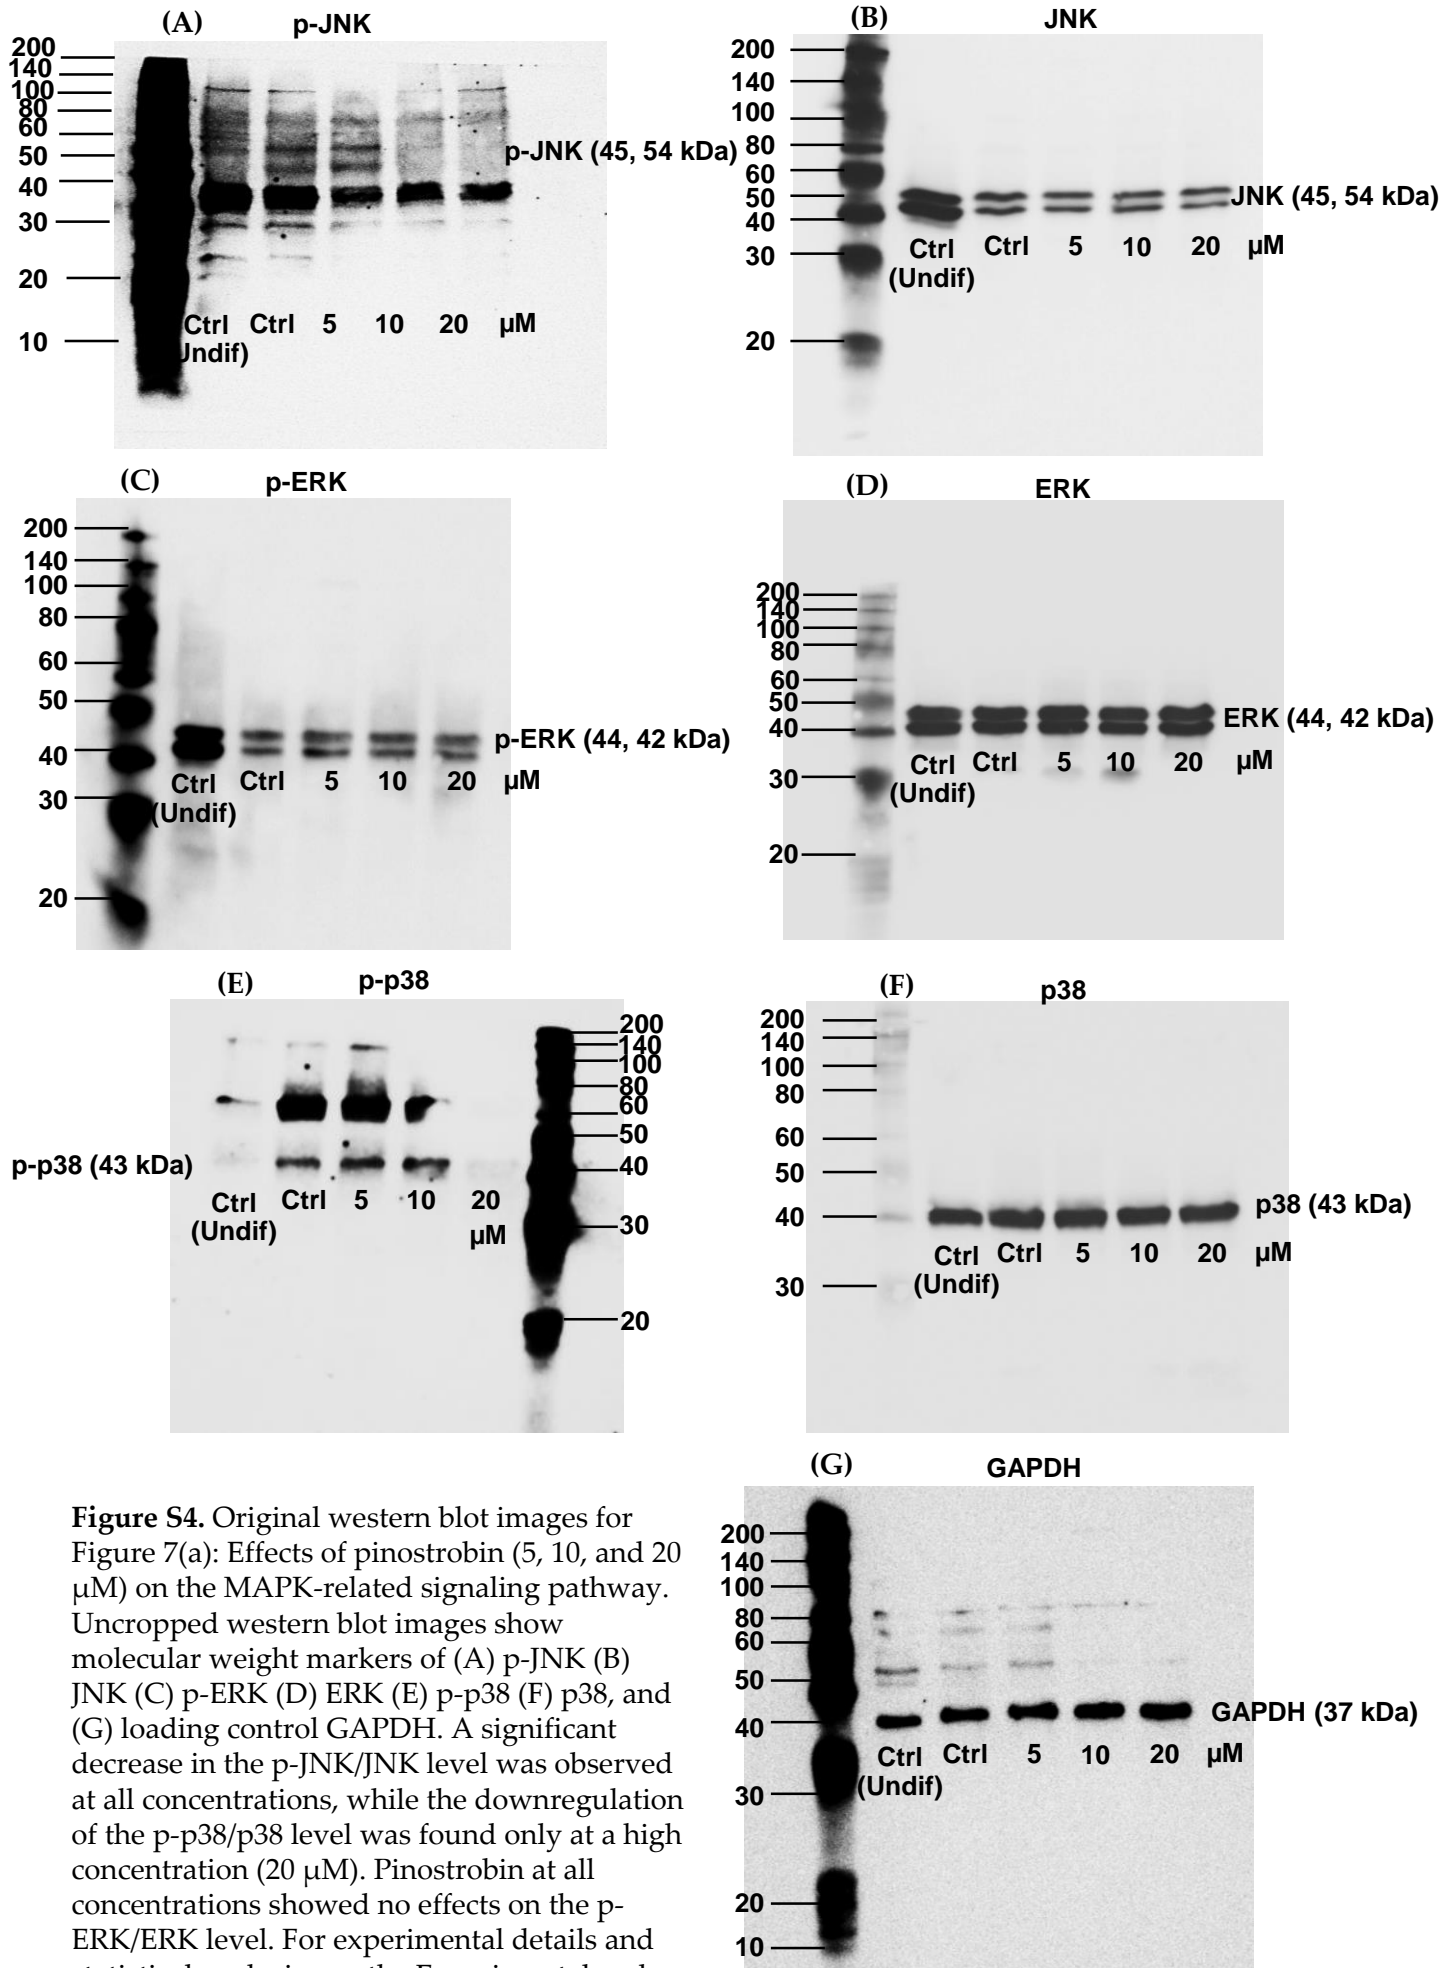 (A)
p-JNK
200
140
100
80
60
50
40
30
20
10
p-JNK (45, 54 kDa)
Ctrl Ctrl 5 10 20 µM
Undif)
(B)
JNK
200
140
100
80
60
50
40
30
20
JNK (45, 54 kDa)
Ctrl Ctrl 5 10 20 µM
(Undif)
(C)
p-ERK
200
140
100
80
60
50
40
30
20
p-ERK (44, 42 kDa)
Ctrl Ctrl 5 10 20 µM
(Undif)
(D)
ERK
200
140
100
80
60
50
40
30
20
ERK (44, 42 kDa)
Ctrl Ctrl 5 10 20 µM
(Undif)
(E)
p-p38
200
140
100
80
60
50
40
30
20
p-p38 (43 kDa)
Ctrl Ctrl 5 10 20
(Undif) µM
(F)
p38
200
140
100
80
60
50
40
30
p38 (43 kDa)
Ctrl Ctrl 5 10 20 µM
(Undif)
(G)
GAPDH
200
140
100
80
60
50
40
30
20
10
GAPDH (37 kDa)
Ctrl Ctrl 5 10 20 µM
(Undif)
Figure S4. Original western blot images for
Figure 7(a): Effects of pinostrobin (5, 10, and 20
µM) on the MAPK-related signaling pathway.
Uncropped western blot images show
molecular weight markers of (A) p-JNK (B)
JNK (C) p-ERK (D) ERK (E) p-p38 (F) p38, and
(G) loading control GAPDH. A significant
decrease in the p-JNK/JNK level was observed
at all concentrations, while the downregulation
of the p-p38/p38 level was found only at a high
concentration (20 µM). Pinostrobin at all
concentrations showed no effects on the p-
ERK/ERK level. For experimental details and